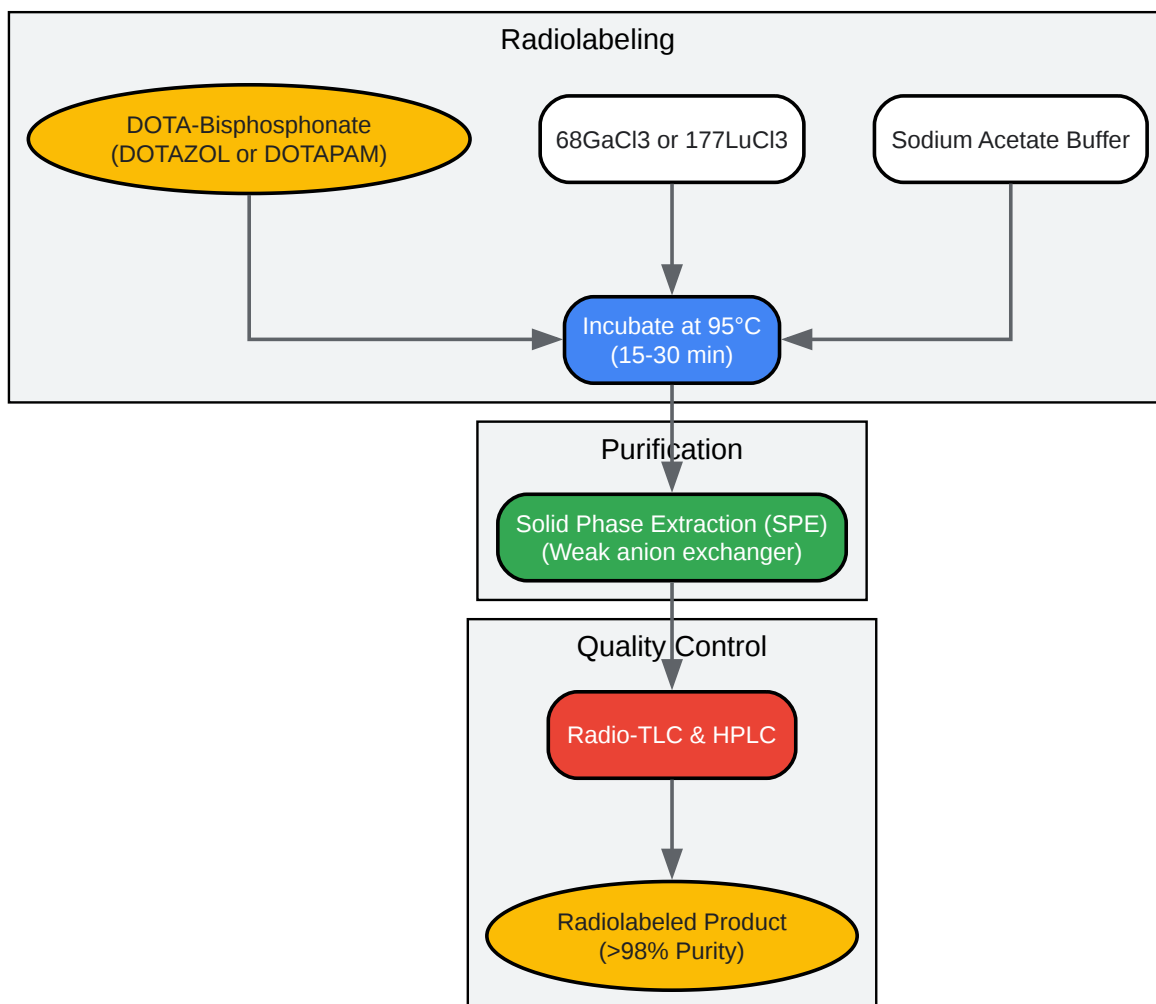 Radiolabeling
DOTA-Bisphosphonate
(DOTAZOL or DOTAPAM)
68GaCl3 or 177LuCl3
Sodium Acetate Buffer
Incubate at 95°C
(15-30 min)
Purification
Solid Phase Extraction (SPE)
(Weak anion exchanger)
Quality Control
Radio-TLC & HPLC
Radiolabeled Product
(>98% Purity)